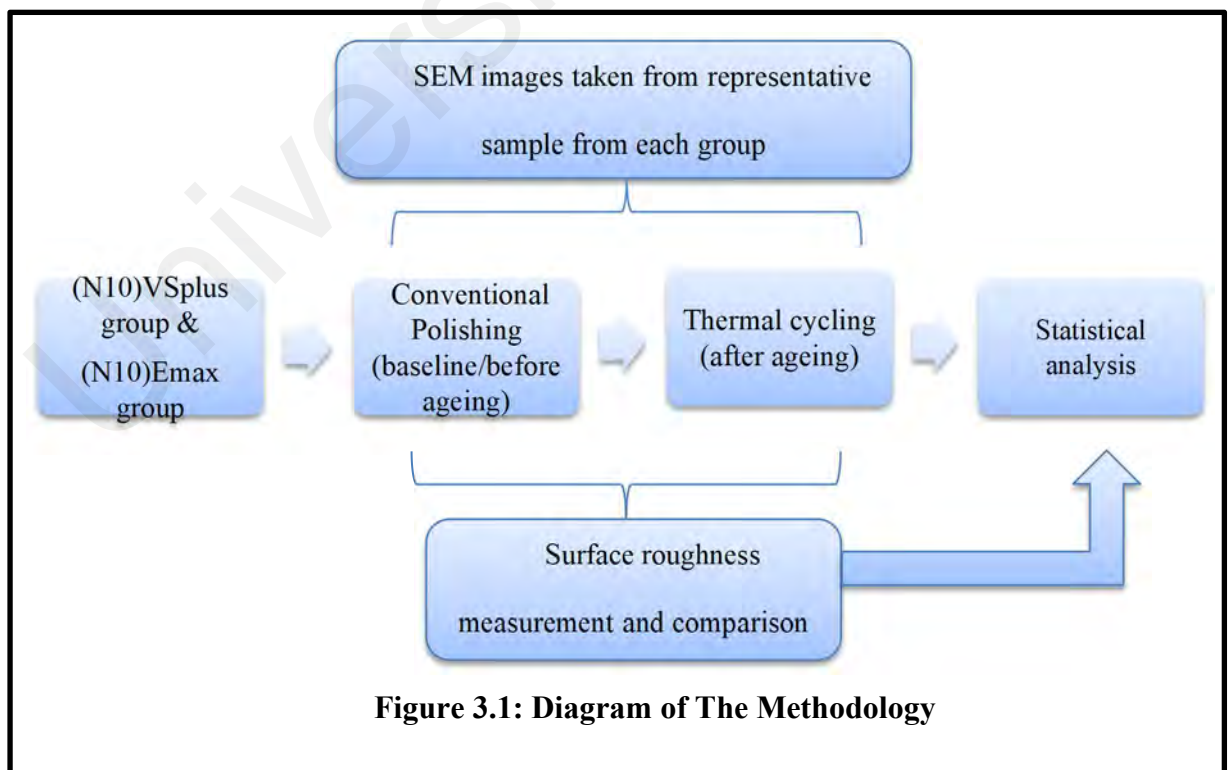 Univers
SEM images taken from representative
sample from each group
(N10)VSplus
group &
(N10)Emax
group
Conventional
Polishing
(baseline/before
ageing)
Thermal cycling
(after ageing)
Statistical
analysis
Surface roughness
measurement and comparison
Figure 3.1: Diagram of The Methodology